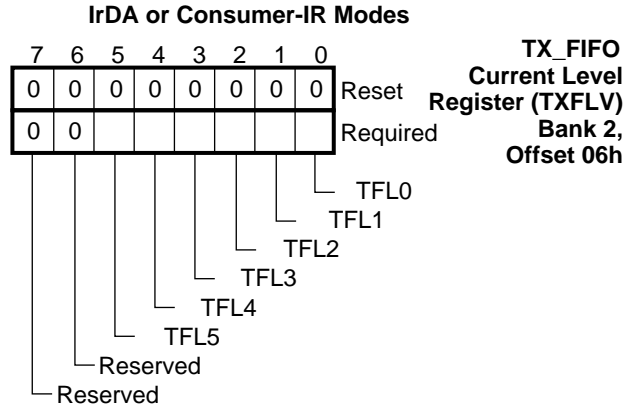 IrDA or Consumer-IR Modes
7 6 5 4 3 2 1 0
TX_FIFO
Current Level
Register (TXFLV)
Bank 2,
Offset 06h
0 0 0 0 0 0 0 0 Reset
0 0 Required
TFL0
TFL1
TFL2
TFL3
TFL4
TFL5
Reserved
Reserved